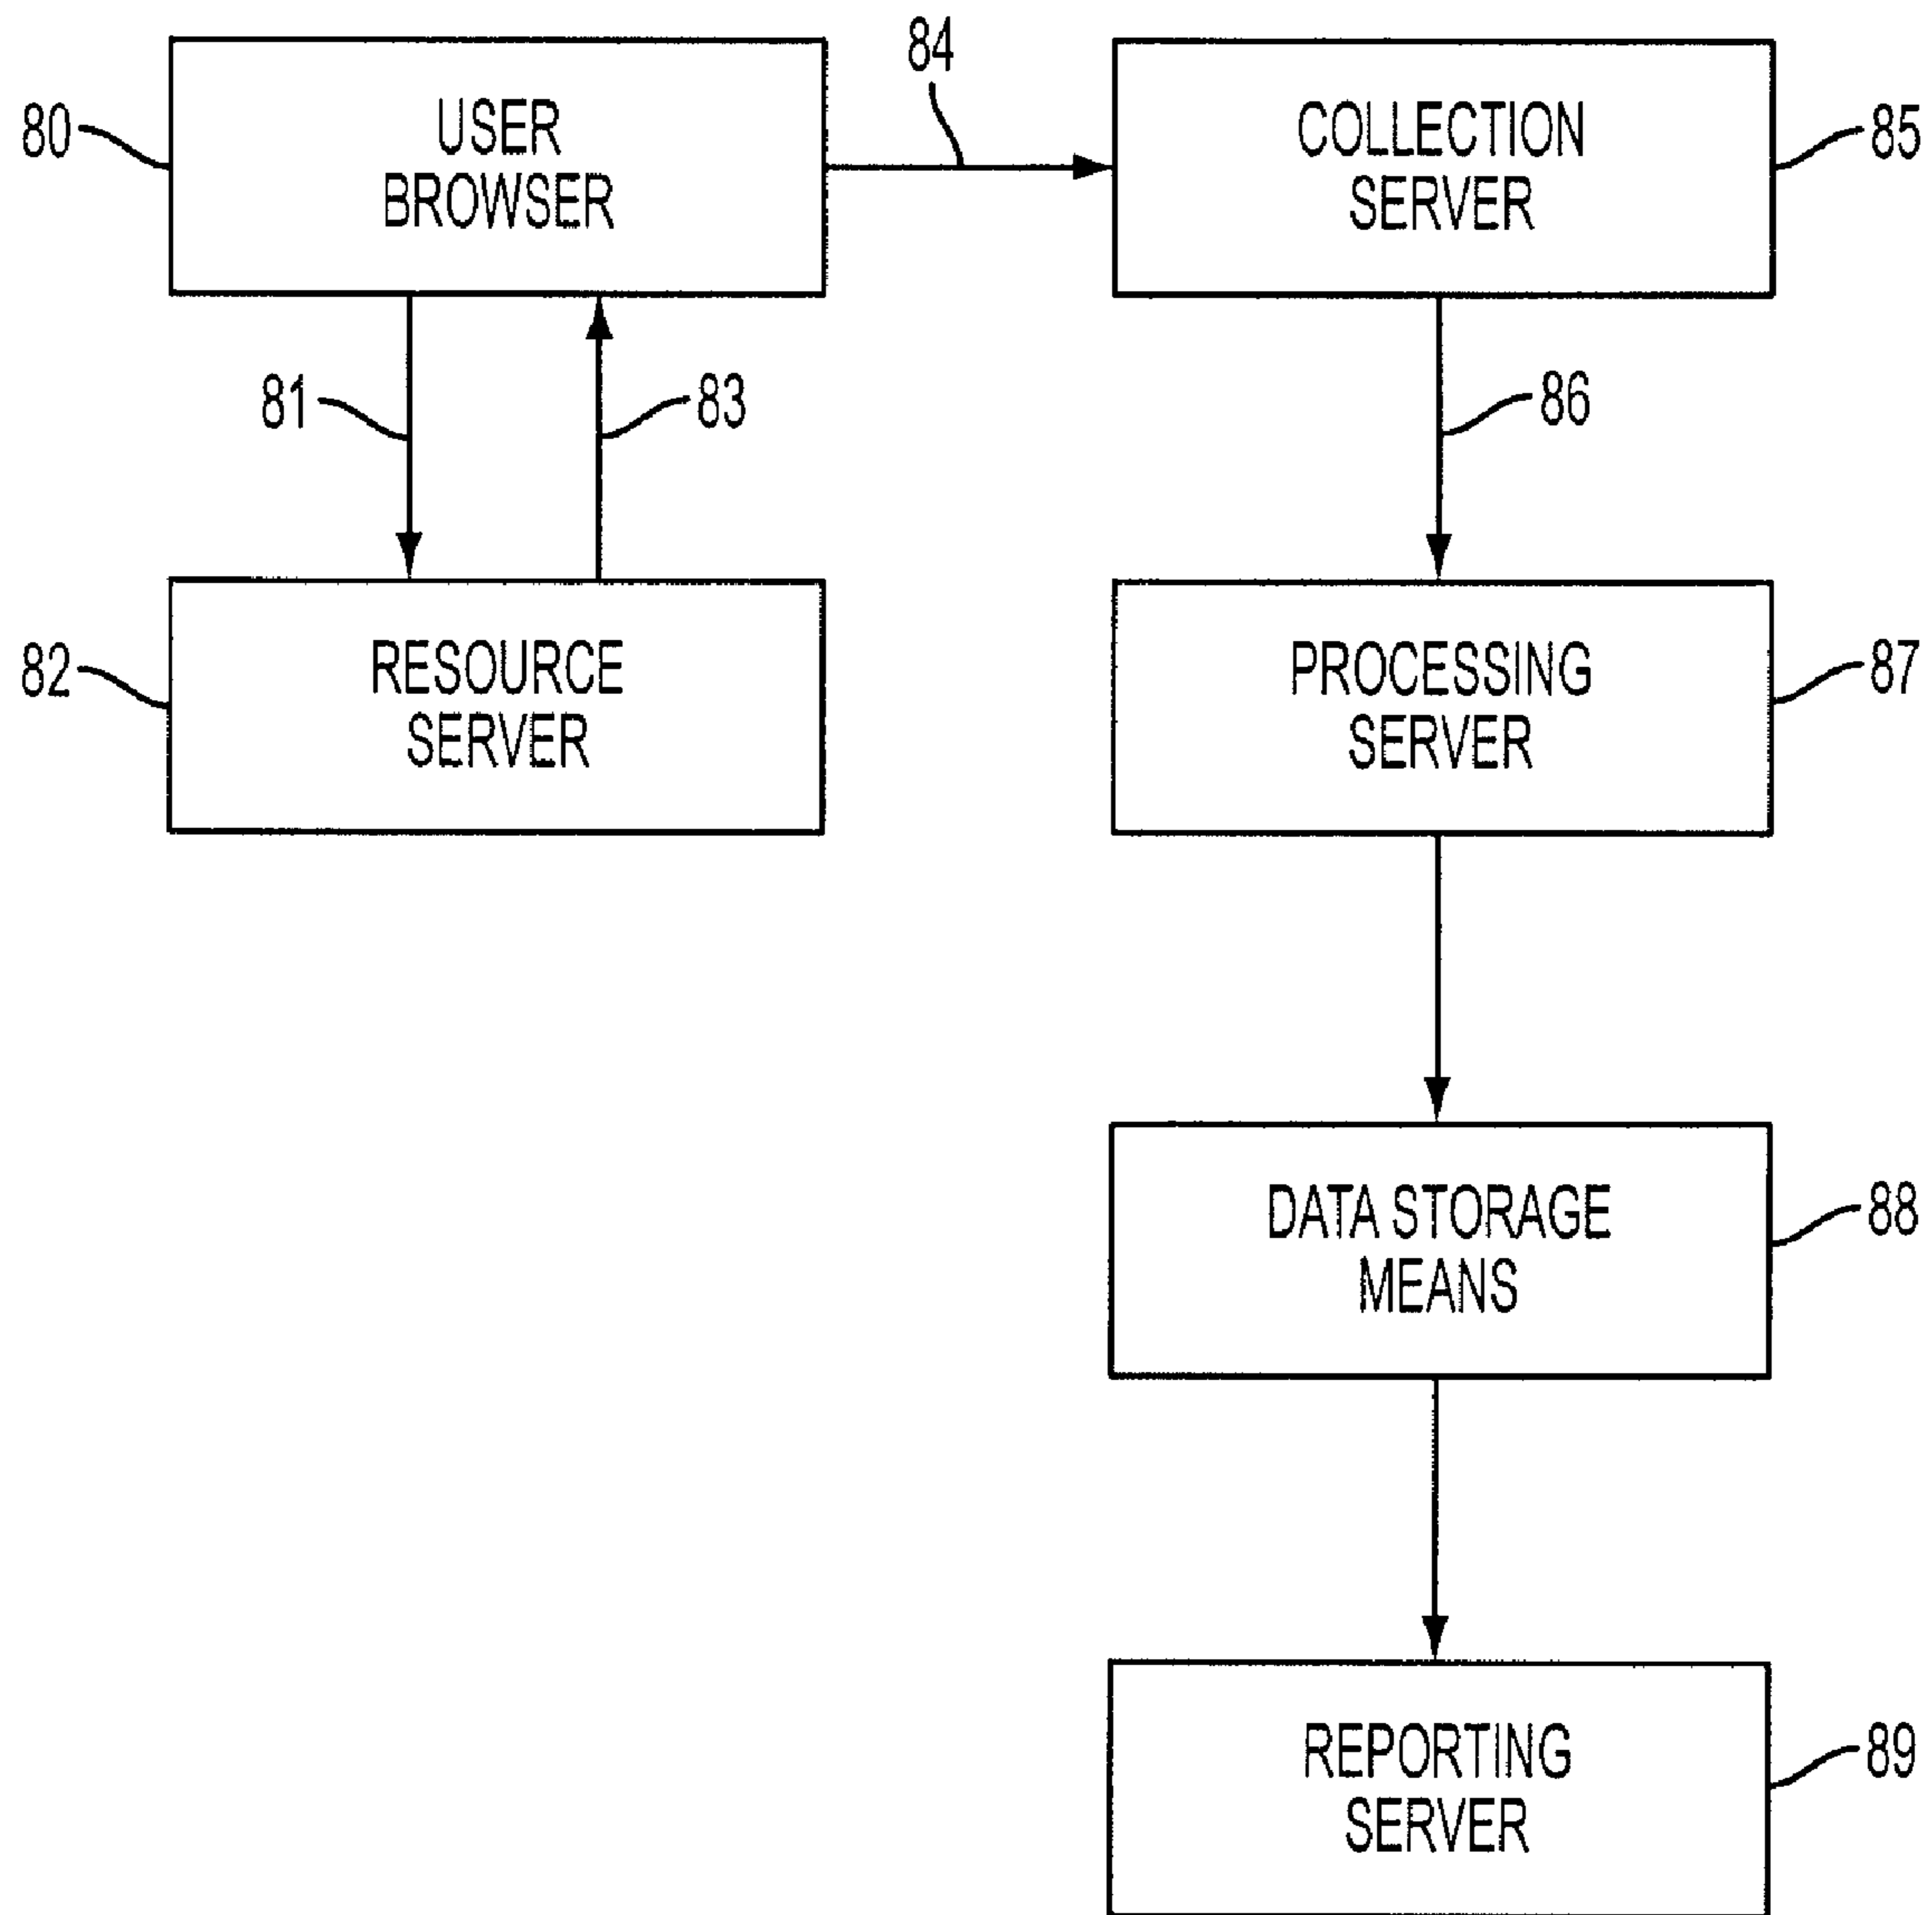 84
80
USER
BROWSER
COLLECTION
SERVER
85
81
83
86
82
RESOURCE
SERVER
PROCESSING
SERVER
87
DATA STORAGE
MEANS
88
REPORTING
SERVER
89